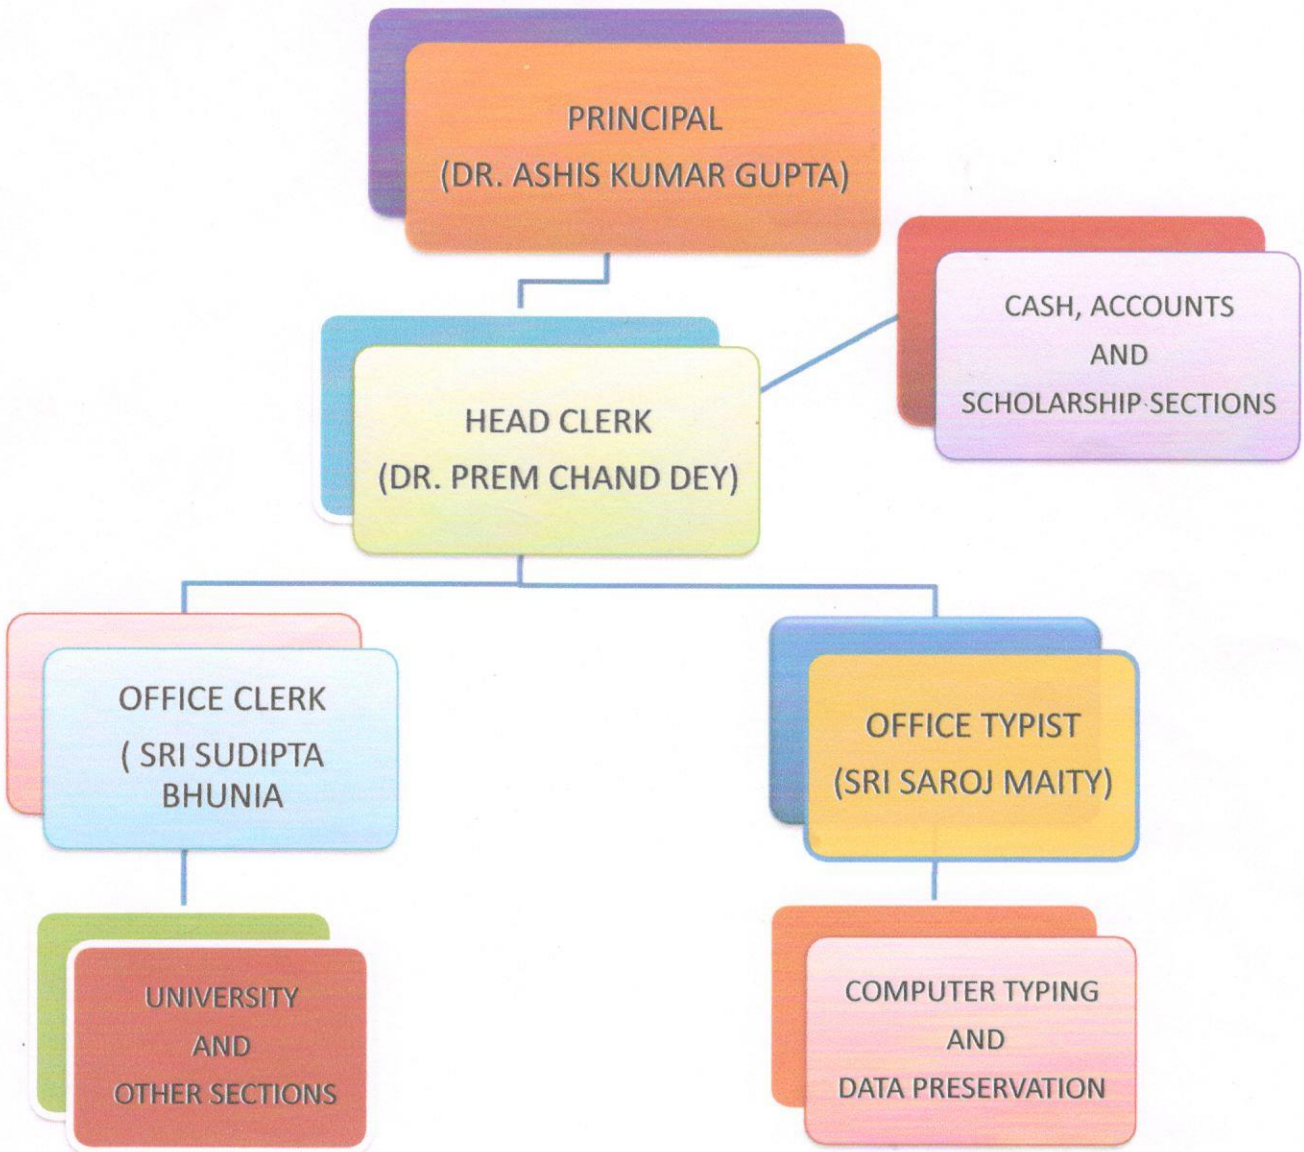 PRINCIPAL
(DR. ASHIS KUMAR GUPTA)
CASH, ACCOUNTS
AND
SCHOLARSHIP SECTIONS
HEAD CLERK
(DR. PREM CHAND DEY)
OFFICE CLERK
( SRI SUDIPTA
BHUNIA
OFFICE TYPIST
(SRI SAROJ MAITY)
UNIVERSITY
AND
OTHER SECTIONS
COMPUTER TYPING
AND
DATA PRESERVATION